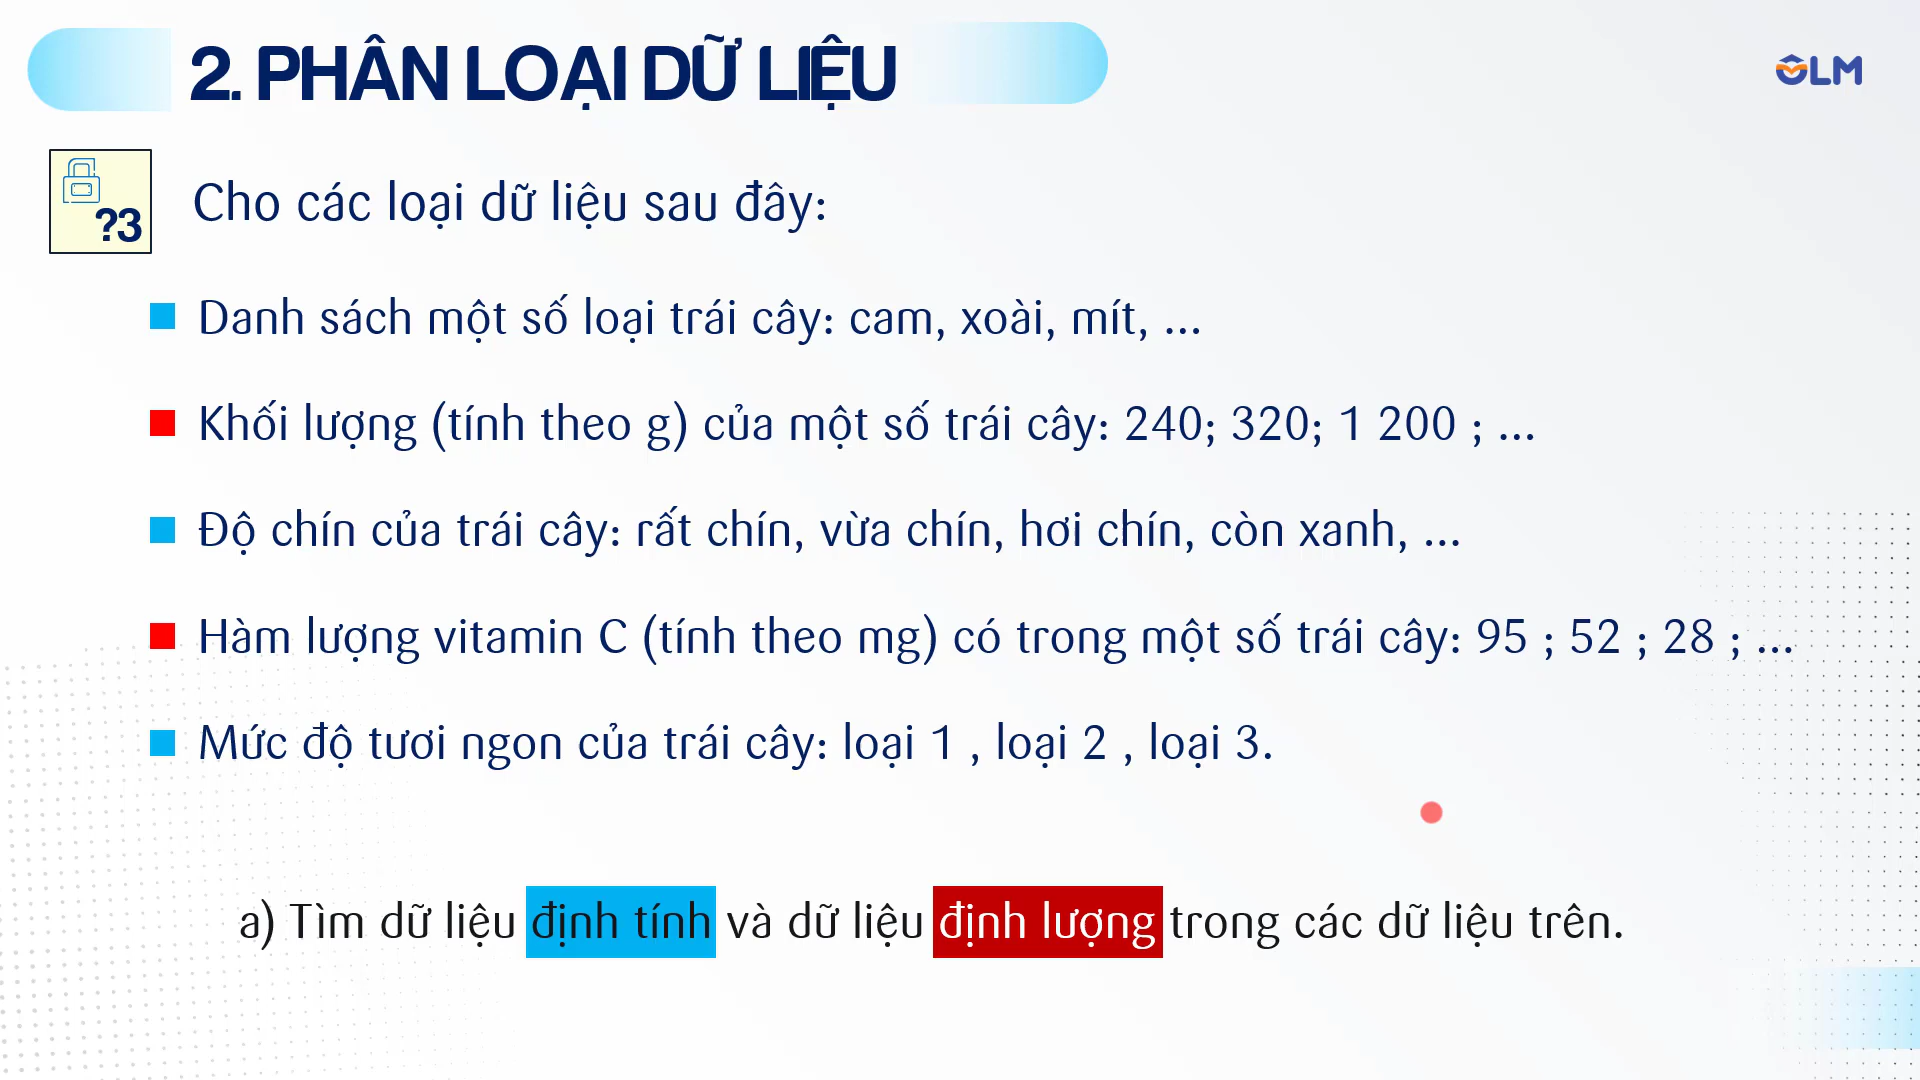 2. PHÂN LOẠI DỮ LIỆU
OLM
?3
Cho các loại dữ liệu sau đây:
Danh sách một số loại trái cây: cam, xoài, mít, ...
Khối lượng (tính theo g) của một số trái cây: 240; 320; 1 200 ; ...
Độ chín của trái cây: rất chín, vừa chín, hơi chín, còn xanh, ...
Hàm lượng vitamin C (tính theo mg) có trong một số trái cây: 95 ; 52 ; 28 ; ...
Mức độ tươi ngon của trái cây: loại 1 , loại 2 , loại 3.
a) Tìm dữ liệu định tính và dữ liệu định lượng trong các dữ liệu trên.